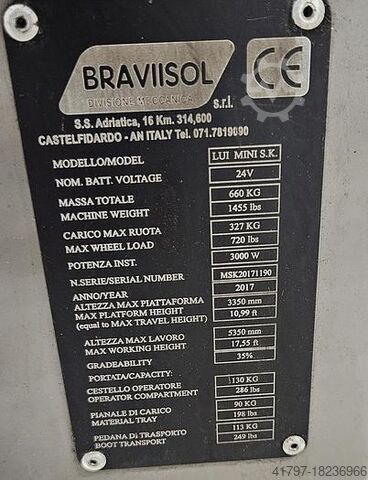 BRAVIISOL
DIVISIONE MECCANICA
s.r.l.
CE
S.S. Adriatica, 16 Km. 314,600
CASTELFIDARDO - AN ITALY Tel. 071.7819090
MODELLO/MODEL LUI MINI S.K.
NOM. BATT. VOLTAGE 24V
MASSA TOTALE 660 KG
MACHINE WEIGHT 1455 lbs
CARICO MAX RUOTA 327 KG
MAX WHEEL LOAD 720 lbs
POTENZA INST. 3000 W
N.SERIE/SERIAL NUMBER MSK20171190
ANNO/YEAR 2017
ALTEZZA MAX PIATTAFORMA 3350 mm
MAX PLATFORM HEIGHT 10,99 ft
(equal to MAX TRAVEL HEIGHT)
ALTEZZA MAX LAVORO 5350 mm
MAX WORKING HEIGHT 17,55 ft
GRADEABILITY 35%
PORTATA/CAPACITY:
CESTELLO OPERATORE 130 KG
OPERATOR COMPARTMENT 286 lbs
PIANALE DI CARICO 90 KG
MATERIAL TRAY 198 lbs
PEDANA DI TRASPORTO 113 KG
BOOT TRANSPORT 249 lbs
41797-18236966